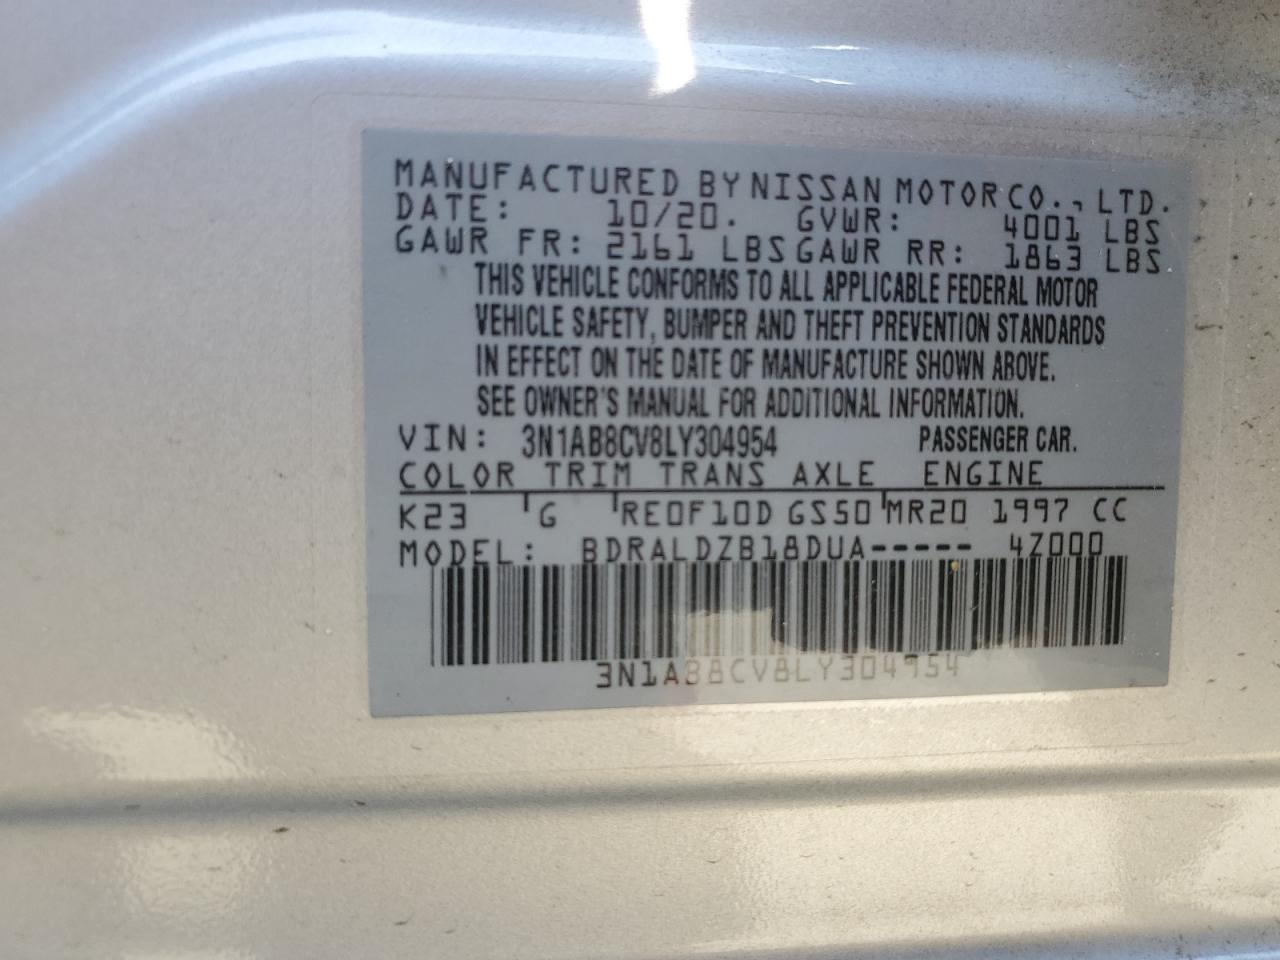 MANUFACTURED BY NISSAN MOTOR CO., LTD.
DATE: 10/20. GVWR: 4001 LBS
GAWR FR: 2161 LBS GAWR RR: 1863 LBS
THIS VEHICLE CONFORMS TO ALL APPLICABLE FEDERAL MOTOR
VEHICLE SAFETY, BUMPER AND THEFT PREVENTION STANDARDS
IN EFFECT ON THE DATE OF MANUFACTURE SHOWN ABOVE.
SEE OWNER'S MANUAL FOR ADDITIONAL INFORMATION.
VIN: 3N1AB8CV8LY304954 PASSENGER CAR.
COLOR TRIM TRANS AXLE ENGINE
K23 G RE0F10D GS50 MR20 1997 CC
MODEL: BDRALDZB18DUA----- 4Z000
3N1AB8CV8LY304954